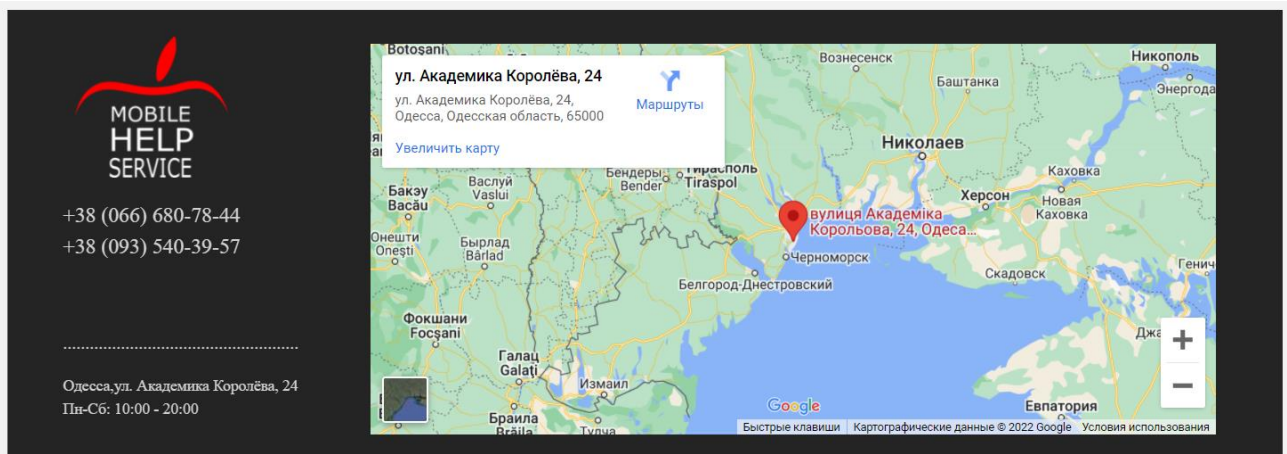 MOBILE
HELP
SERVICE
+38 (066) 680-78-44
+38 (093) 540-39-57
Одесса,ул. Академика Королёва, 24
Пн-Сб: 10:00 - 20:00
ул. Академика Королёва, 24
ул. Академика Королёва, 24,
Одесса, Одесская область, 65000
Увеличить карту
Маршруты
Botoșani
Вознесенск
Никополь
Баштанка
Энергода
Николаев
Бендеры
Bender
Тирасполь
Tiraspol
Каховка
Васлуй
Vaslui
Бакэу
Bacău
Херсон
Новая
Каховка
вулиця Академіка
Корольова, 24, Одеса...
Онешти
Onești
Бырлад
Bârlad
Черноморск
Генич
Скадовск
Белгород-Днестровский
Фокшани
Focșani
Джа
Галац
Galați
Измаил
Евпатория
Браила
Brăila
Тулча
Google
Быстрые клавиши
Картографические данные © 2022 Google
Условия использования